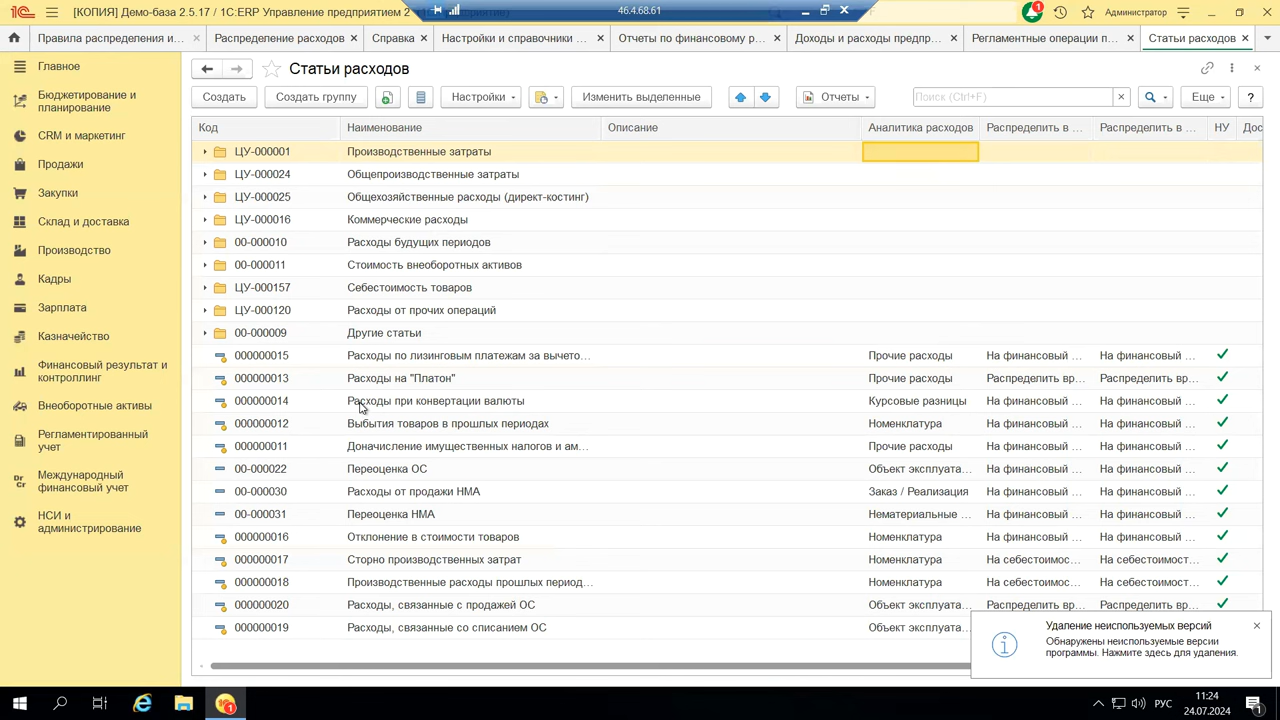 [КОПИЯ] Демо-база 2.5.17 / 1С:ERP Управление предприятием 2
46.4.68.61
1
Администратор
Правила распределения и...
Распределение расходов
Справка
Настройки и справочники ...
Отчеты по финансовому р...
Доходы и расходы предпр...
Регламентные операции п...
Статьи расходов
Главное
Бюджетирование и
планирование
CRM и маркетинг
Продажи
Закупки
Склад и доставка
Производство
Кадры
Зарплата
Казначейство
Финансовый результат и
контроллинг
Внеоборотные активы
Регламентированный
учет
Международный
финансовый учет
НСИ и
администрирование
Статьи расходов
Создать
Создать группу
Настройки
Изменить выделенные
Отчеты
Поиск (Ctrl+F)
Еще
?
Код Наименование Описание Аналитика расходов Распределить в ... Распределить в ... НУ Дос
ЦУ-000001 Производственные затраты
ЦУ-000024 Общепроизводственные затраты
ЦУ-000025 Общехозяйственные расходы (директ-костинг)
ЦУ-000016 Коммерческие расходы
00-000010 Расходы будущих периодов
00-000011 Стоимость внеоборотных активов
ЦУ-000157 Себестоимость товаров
ЦУ-000120 Расходы от прочих операций
00-000009 Другие статьи
000000015 Расходы по лизинговым платежам за вычето... Прочие расходы На финансовый ... На финансовый ...
000000013 Расходы на "Платон" Прочие расходы Распределить вр... Распределить вр...
000000014 Расходы при конвертации валюты Курсовые разницы На финансовый ... На финансовый ...
000000012 Выбытия товаров в прошлых периодах Номенклатура На финансовый ... На финансовый ...
000000011 Доначисление имущественных налогов и ам... Прочие расходы На финансовый ... На финансовый ...
00-000022 Переоценка ОС Объект эксплуата... На финансовый ... На финансовый ...
00-000030 Расходы от продажи НМА Заказ / Реализация На финансовый ... На финансовый ...
00-000031 Переоценка НМА Нематериальные ... На финансовый ... На финансовый ...
000000016 Отклонение в стоимости товаров Номенклатура На финансовый ... На финансовый ...
000000017 Сторно производственных затрат Номенклатура На себестоимос... На себестоимост...
000000018 Производственные расходы прошлых период... Номенклатура На финансовый ... На финансовый ...
000000020 Расходы, связанные с продажей ОС Объект эксплуата... Распределить вр... Распределить вр...
000000019 Расходы, связанные со списанием ОС Объект эксплуата...
Удаление неиспользуемых версий
Обнаружены неиспользуемые версии
программы. Нажмите здесь для удаления.
1
РУС
11:24
24.07.2024
1